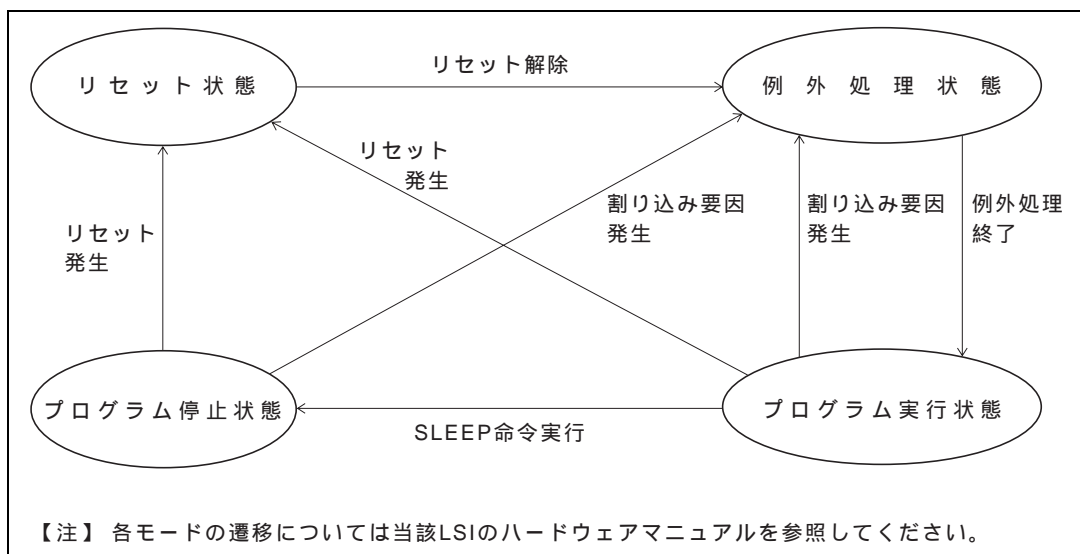 リセット状態
リセット解除
例外処理状態
リセット
発生
割り込み要因
発生
割り込み要因
発生
例外処理
終了
リセット
発生
プログラム停止状態
SLEEP命令実行
プログラム実行状態
【注】 各モードの遷移については当該LSIのハードウェアマニュアルを参照してください。